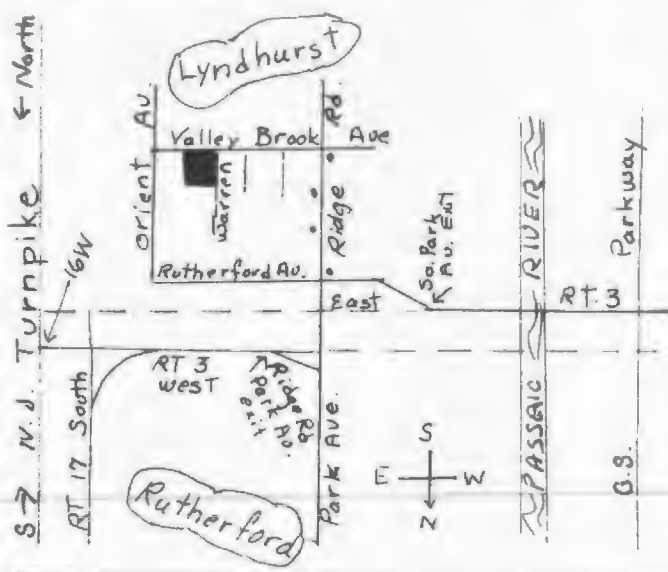 Lyndhurst
← North
S → N.J. Turnpike
16W
Orient Av.
Valley Brook Ave
Warren
Ridge Rd.
Rutherford Av.
East
So. Park
Av. Exit
RT. 3
RT 3
west
Ridge Rd
Park Av.
exit
RT 17 South
Park Ave.
Rutherford
S
E W
N
PASSAIC RIVER
G.S. Parkway